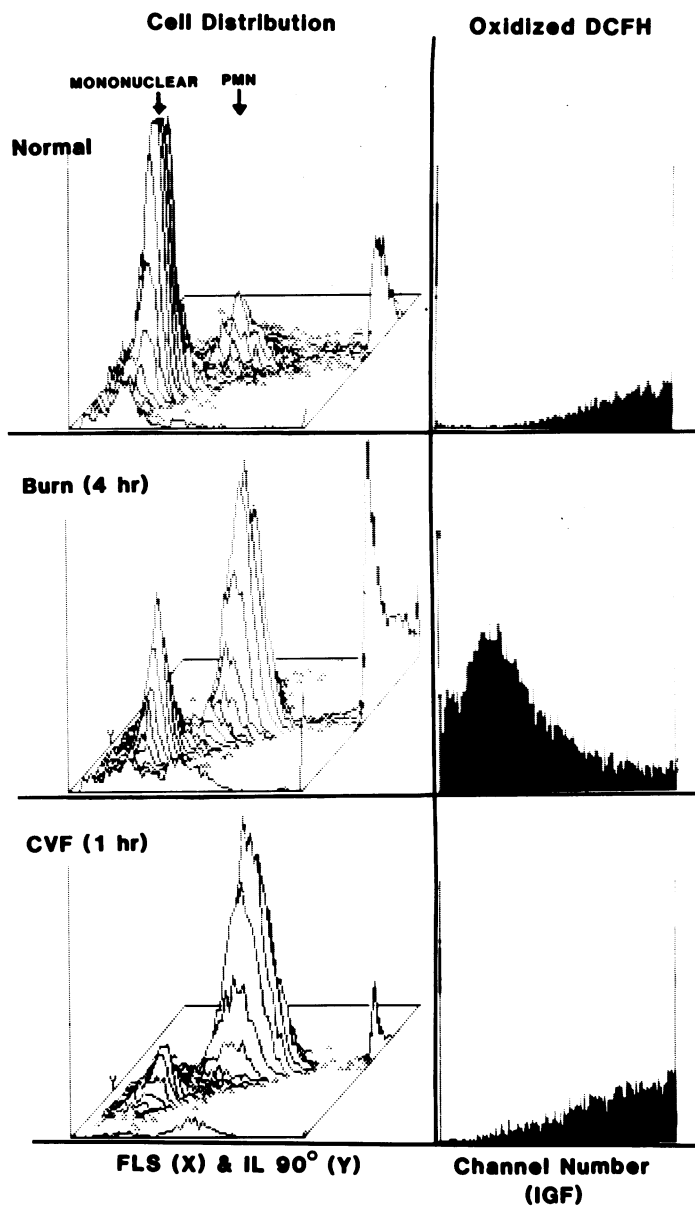 Cell Distribution
Oxidized DCFH
MONONUCLEAR
PMN
Normal
Burn (4 hr)
Y
CVF (1 hr)
Y
FLS (X) & IL 90° (Y)
Channel Number
(IGF)